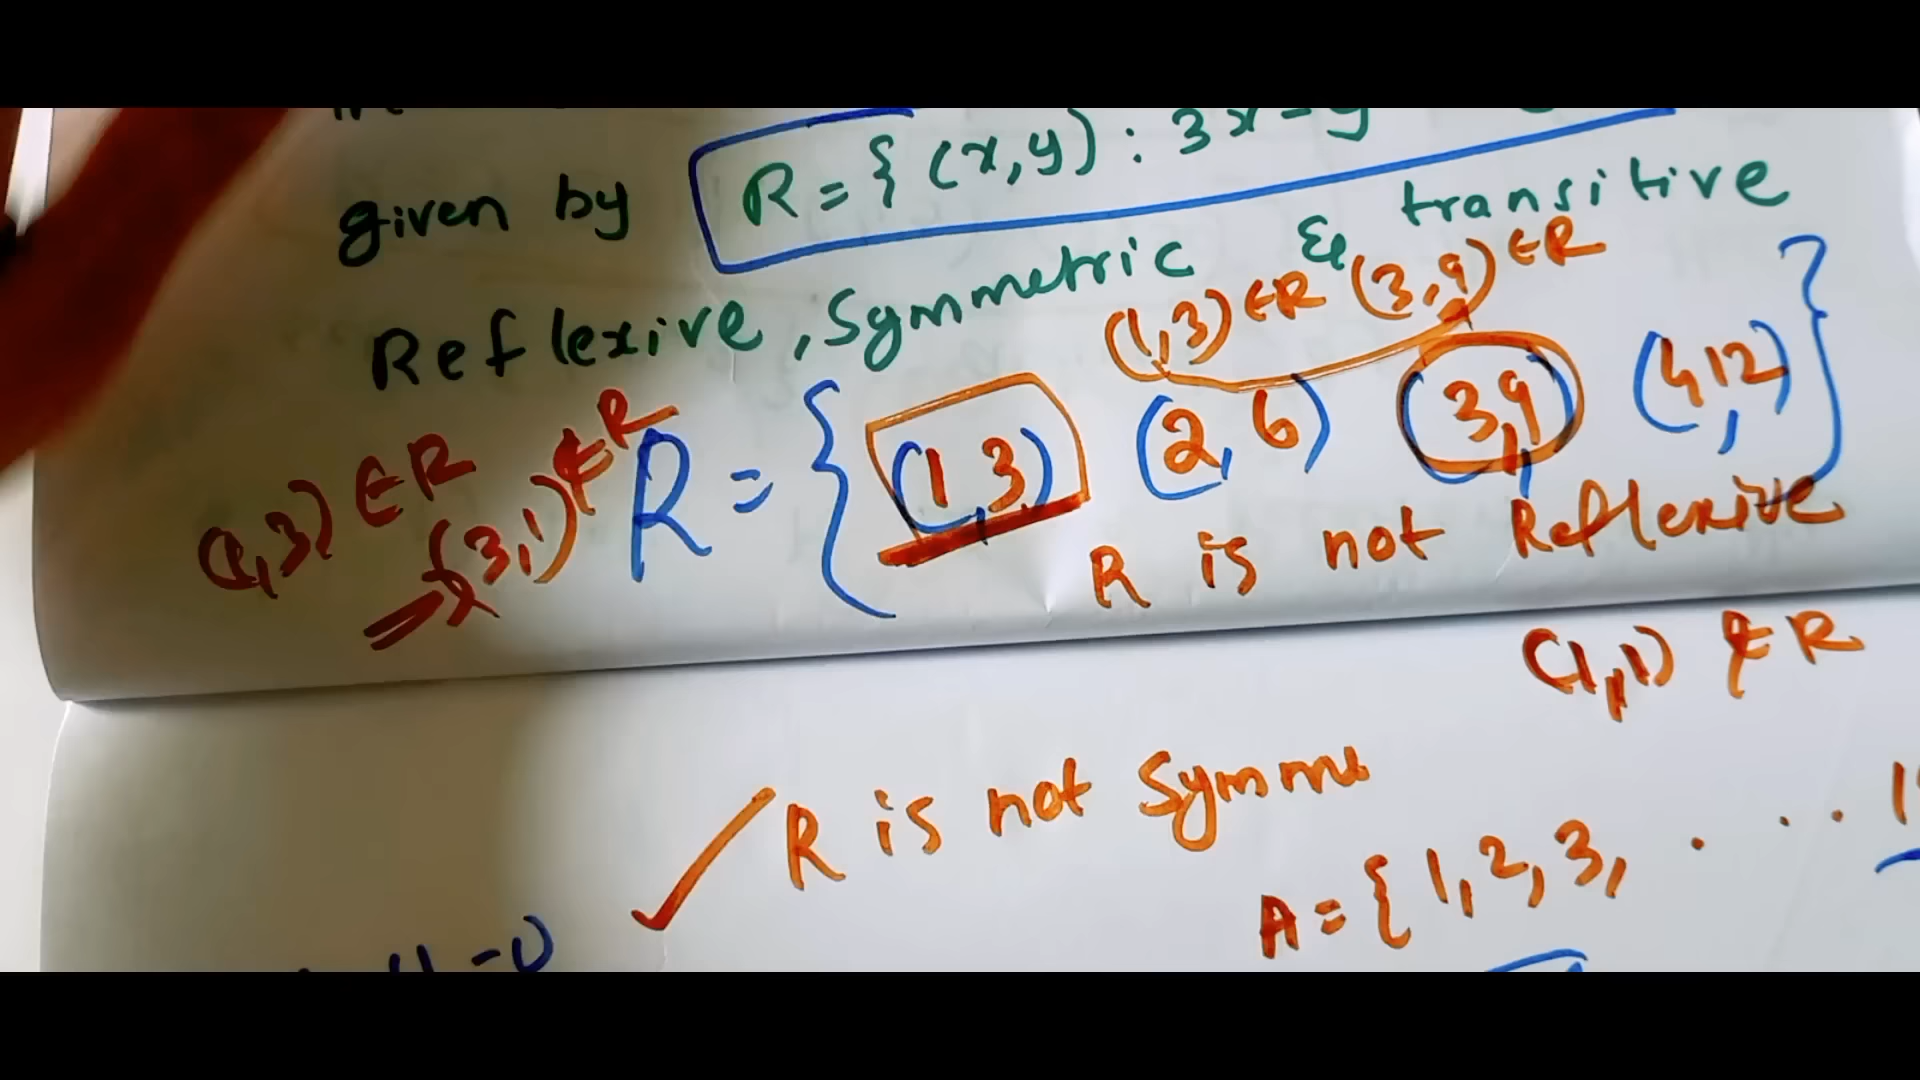 given by R = { (x,y) : 3x - y
Reflexive, Symmetric & transitive
(1,3) ∈ R (3,9) ∈ R
(1,3) ∈ R
⇒ (3,1) ∉ R
R = { (1,3) (2,6) (3,9) (4,12) }
R is not Reflexive
(1,1) ∉ R
R is not Symme
A = { 1, 2, 3, . . . .